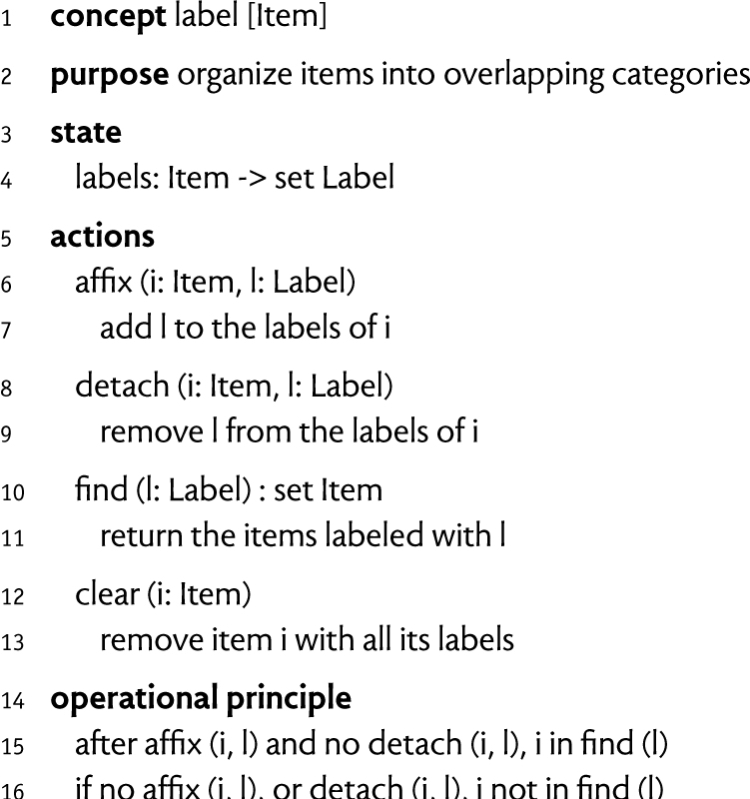 1 concept label [Item]
2 purpose organize items into overlapping categories
3 state
4 labels: Item -> set Label
5 actions
6 affix (i: Item, l: Label)
7 add l to the labels of i
8 detach (i: Item, l: Label)
9 remove l from the labels of i
10 find (l: Label) : set Item
11 return the items labeled with l
12 clear (i: Item)
13 remove item i with all its labels
14 operational principle
15 after affix (i, l) and no detach (i, l), i in find (l)
16 if no affix (i, l), or detach (i, l), i not in find (l)